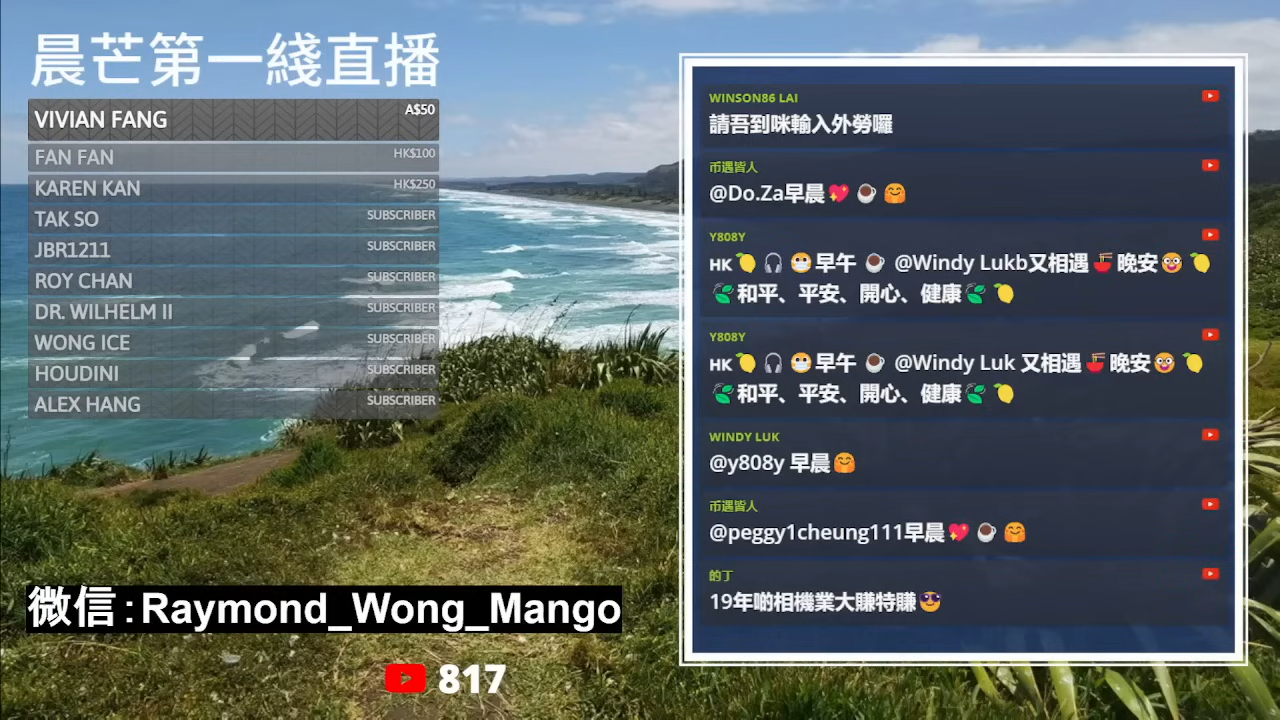 晨芒第一綫直播
VIVIAN FANG A$50
FAN FAN HK$100
KAREN KAN HK$250
TAK SO SUBSCRIBER
JBR1211 SUBSCRIBER
ROY CHAN SUBSCRIBER
DR. WILHELM II SUBSCRIBER
WONG ICE SUBSCRIBER
HOUDINI SUBSCRIBER
ALEX HANG SUBSCRIBER
微信:Raymond_Wong_Mango
817
WINSON86 LAI
請吾到咪輸入外勞囉
币遇皆人
@Do.Za早晨💖☕🤗
Y808Y
ʜᴋ🍋🎧😷早午☕@Windy Lukb又相遇🍜晚安🤡🍋
🍃和平、平安、開心、健康🍃🍋
Y808Y
ʜᴋ🍋🎧😷早午☕@Windy Luk 又相遇🍜晚安🤡🍋
🍃和平、平安、開心、健康🍃🍋
WINDY LUK
@y808y 早晨🤗
币遇皆人
@peggy1cheung111早晨💖☕🤗
的丁
19年啲相機業大賺特賺😎